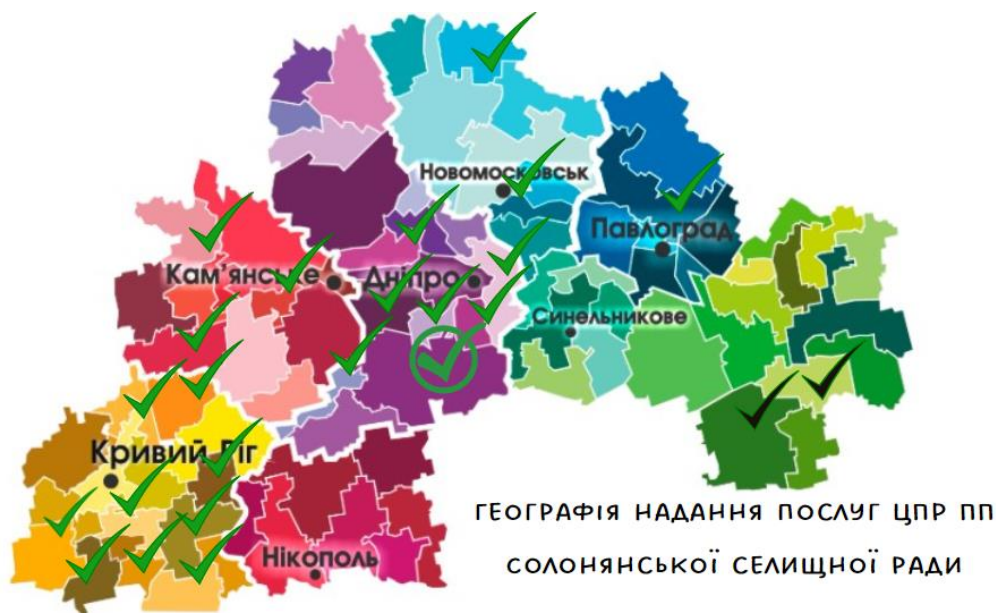 Новомосковськ
Павлоград
Кам'янське
Дніпро
Синельникове
Кривий Ріг
Нікополь
ГЕОГРАФІЯ НАДАННЯ ПОСЛУГ ЦПР ПП
СОЛОНЯНСЬКОЇ СЕЛИЩНОЇ РАДИ